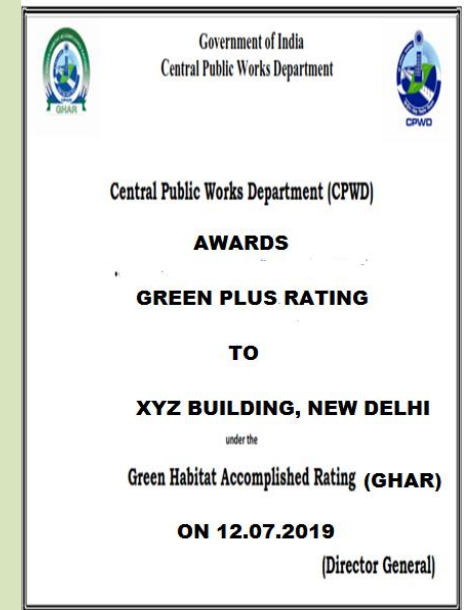 Government of India
Central Public Works Department
GHAR
CPWD
Central Public Works Department (CPWD)
AWARDS
GREEN PLUS RATING
TO
XYZ BUILDING, NEW DELHI
under the
Green Habitat Accomplished Rating (GHAR)
ON 12.07.2019
(Director General)